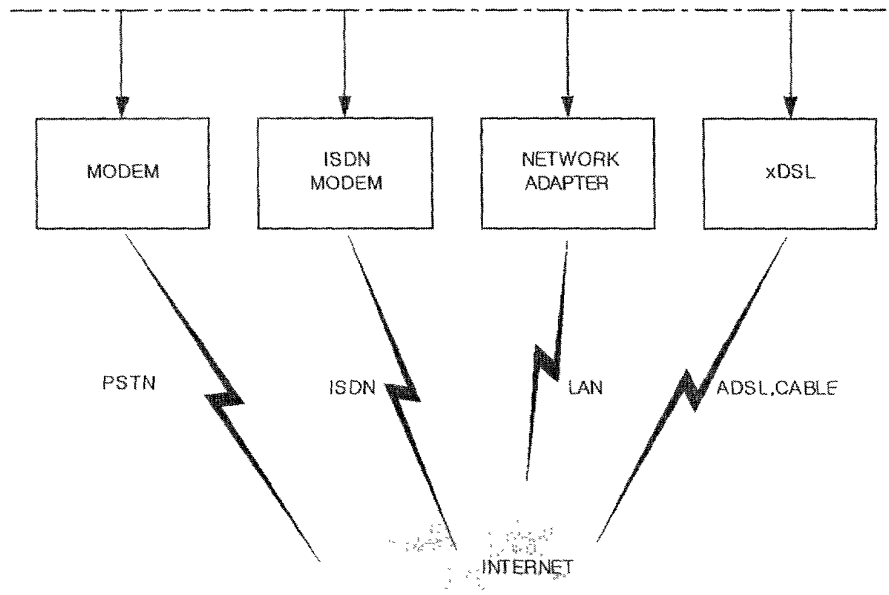 MODEM
ISDN
MODEM
NETWORK
ADAPTER
xDSL
PSTN
ISDN
LAN
ADSL,CABLE
INTERNET